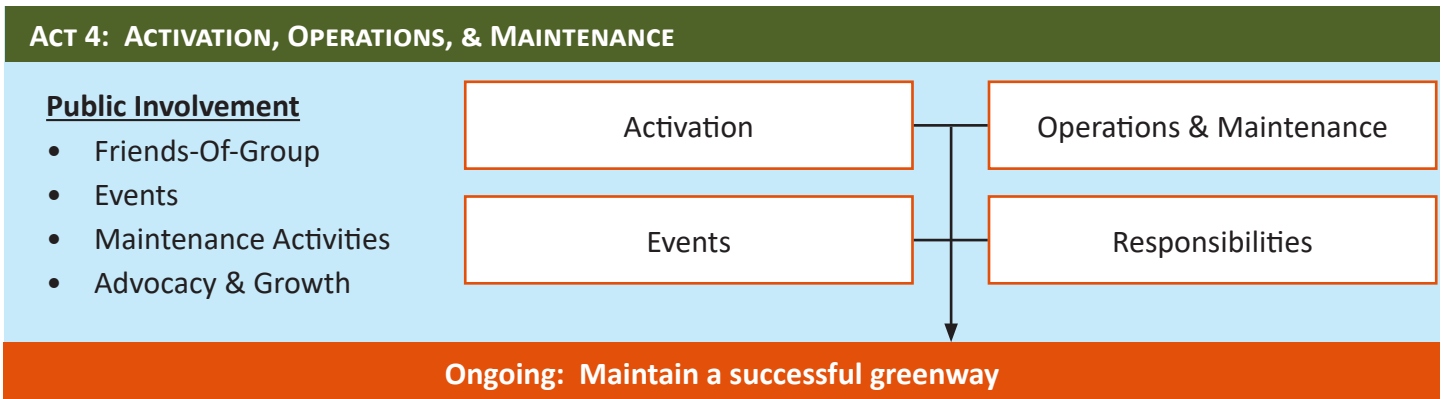 ACT 4: ACTIVATION, OPERATIONS, & MAINTENANCE
Public Involvement
• Friends-Of-Group
• Events
• Maintenance Activities
• Advocacy & Growth
Activation
Operations & Maintenance
Events
Responsibilities
Ongoing: Maintain a successful greenway